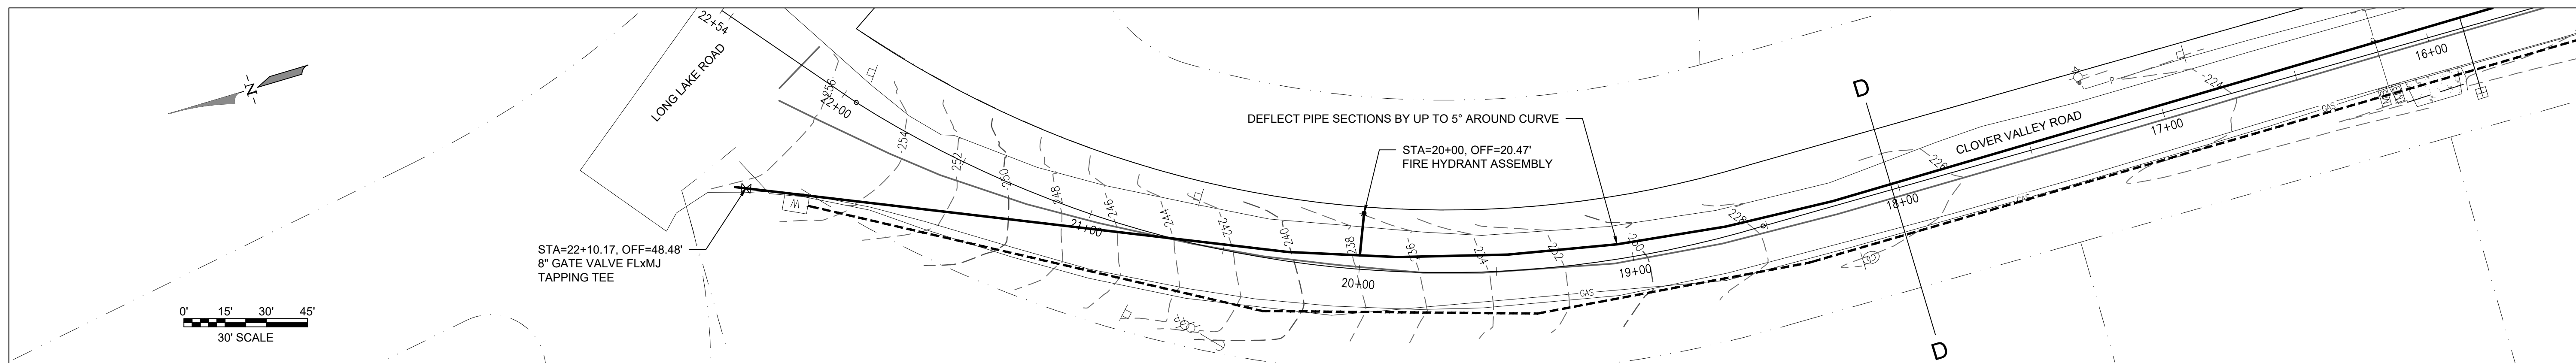 22+54
LONG LAKE ROAD
N
256
22+00
254
252
250
248
246
244
242
240
238
236
234
232
230
228
226
224
21+00
20+00
19+00
18+00
17+00
16+00
DEFLECT PIPE SECTIONS BY UP TO 5° AROUND CURVE
STA=20+00, OFF=20.47'
FIRE HYDRANT ASSEMBLY
D
CLOVER VALLEY ROAD
P
GAS
GAS
GAS
W
STA=22+10.17, OFF=48.48'
8" GATE VALVE FLxMJ
TAPPING TEE
0' 15' 30' 45'
30' SCALE
D